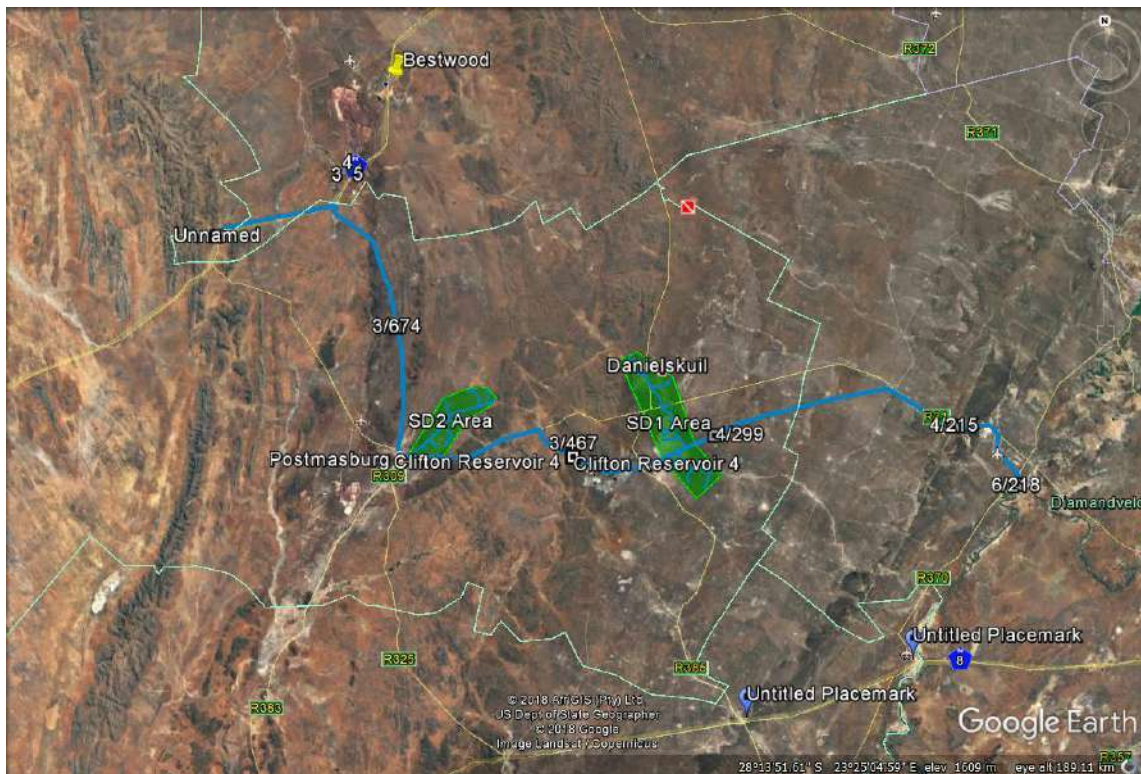 N
R372
Bestwood
R371
4
3 5
Unnamed
3/674
Danielskuil
SD2 Area
SD1 Area
4/299
4/215
3/467
Postmasburg
Clifton Reservoir 4
Clifton Reservoir 4
R309
6/218
Diamandveld
R370
Untitled Placemark
8
R325
R385
Untitled Placemark
R383
© 2018 AfriGIS (Pty) Ltd.
US Dept of State Geographer
© 2018 Google
Image Landsat / Copernicus
Google Earth
R357
28°13'51.61" S 23°25'04.59" E elev 1609 m eye alt 189.11 km